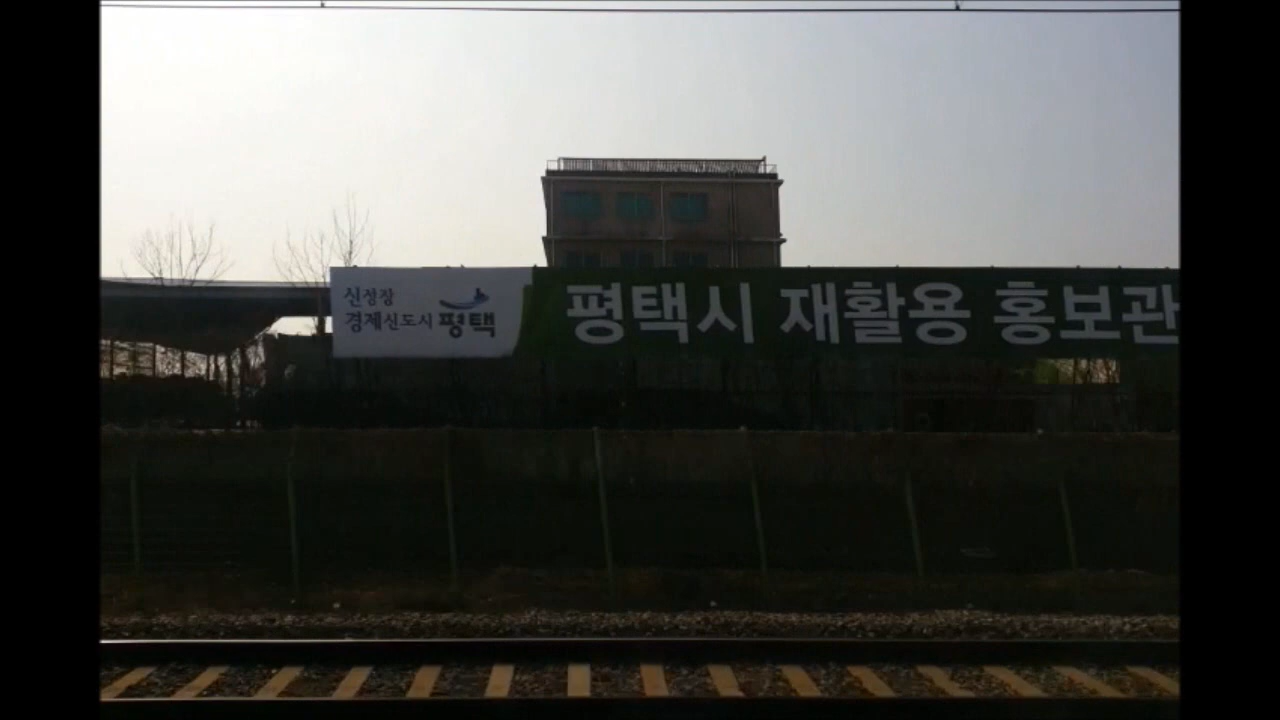 신성장
경제신도시 평택
평택시 재활용 홍보관